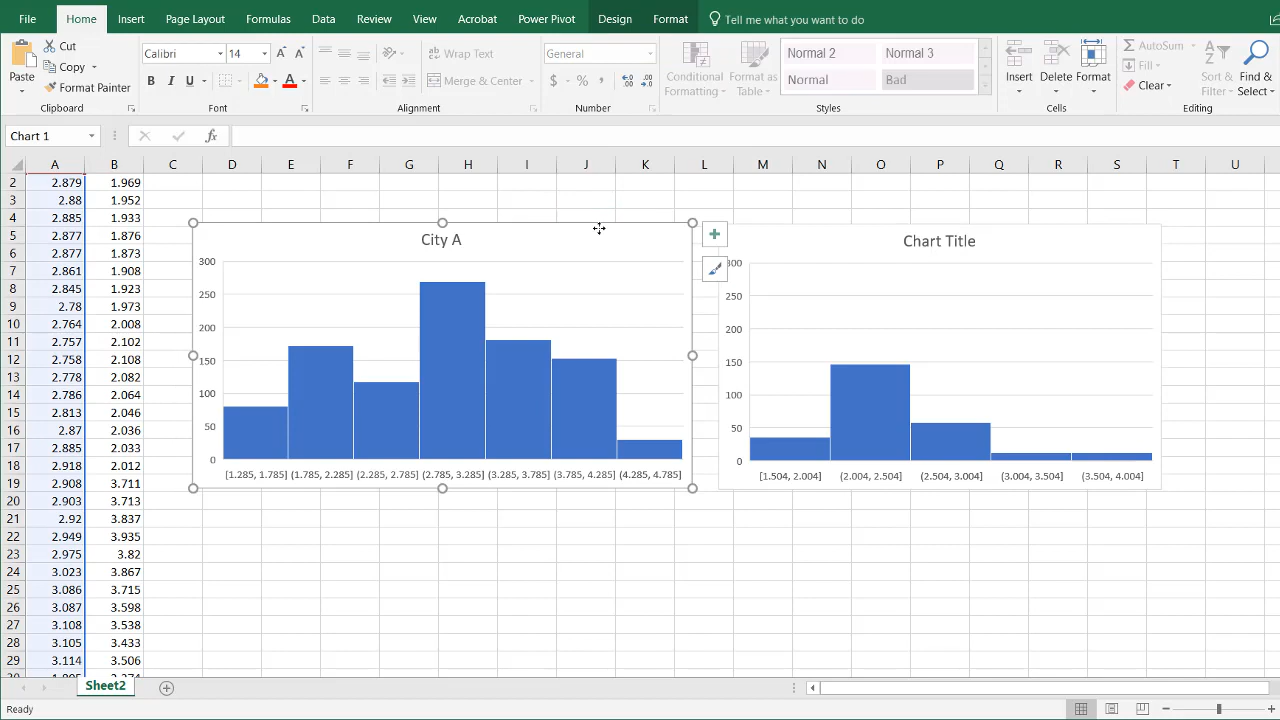 File Home Insert Page Layout Formulas Data Review View Acrobat Power Pivot Design Format Tell me what you want to do
Paste Cut Copy Format Painter
Clipboard
Calibri 14 A A
B I U A
Font
Wrap Text
Merge & Center
Alignment
General
$ % ,
Number
Conditional Formatting Format as Table
Normal 2 Normal 3
Normal Bad
Styles
Insert Delete Format
Cells
AutoSum
Fill
Clear
Sort & Filter Find & Select
Editing
Chart 1 fx
A B C D E F G H I J K L M N O P Q R S T U
2 2.879 1.969
3 2.88 1.952
4 2.885 1.933
5 2.877 1.876
6 2.877 1.873
7 2.861 1.908
8 2.845 1.923
9 2.78 1.973
10 2.764 2.008
11 2.757 2.102
12 2.758 2.108
13 2.778 2.082
14 2.786 2.064
15 2.813 2.046
16 2.87 2.033
17 2.885 2.012
18 2.918 2.012
19 2.908 3.711
20 2.903 3.713
21 2.92 3.837
22 2.949 3.935
23 2.975 3.82
24 3.023 3.867
25 3.086 3.715
26 3.087 3.598
27 3.108 3.538
28 3.105 3.433
29 3.114 3.506
City A
300
250
200
150
100
50
0
[1.285, 1.785] (1.785, 2.285] (2.285, 2.785] (2.785, 3.285] (3.285, 3.785] (3.785, 4.285] (4.285, 4.785]
Chart Title
300
250
200
150
100
50
0
[1.504, 2.004] (2.004, 2.504] (2.504, 3.004] (3.004, 3.504] (3.504, 4.004]
Sheet2
Ready